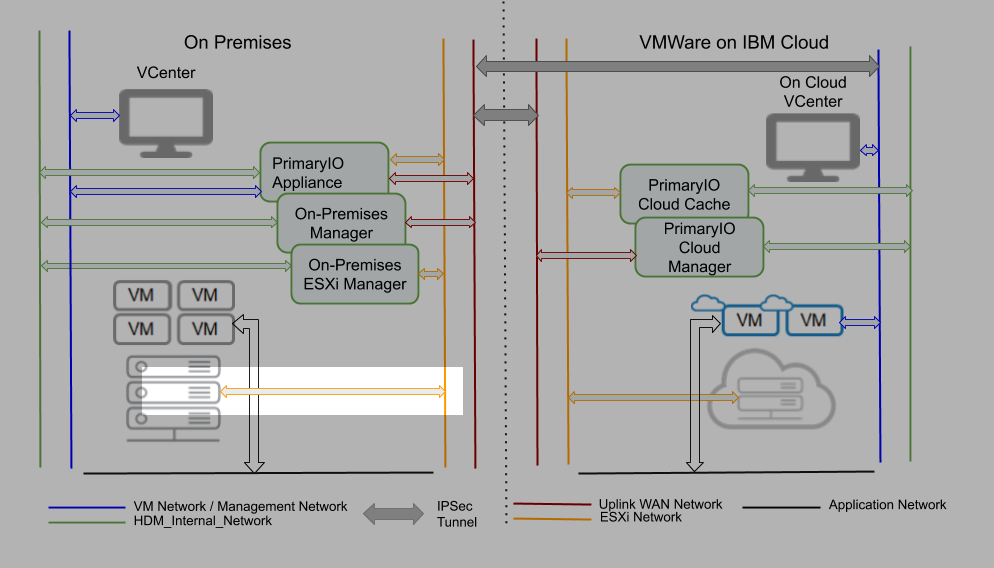 On Premises
VMWare on IBM Cloud
VCenter
On Cloud
VCenter
PrimaryIO
Appliance
On-Premises
Manager
On-Premises
ESXi Manager
PrimaryIO
Cloud Cache
PrimaryIO
Cloud
Manager
VM VM
VM VM
VM VM
VM Network / Management Network
HDM_Internal_Network
IPSec
Tunnel
Uplink WAN Network
ESXi Network
Application Network